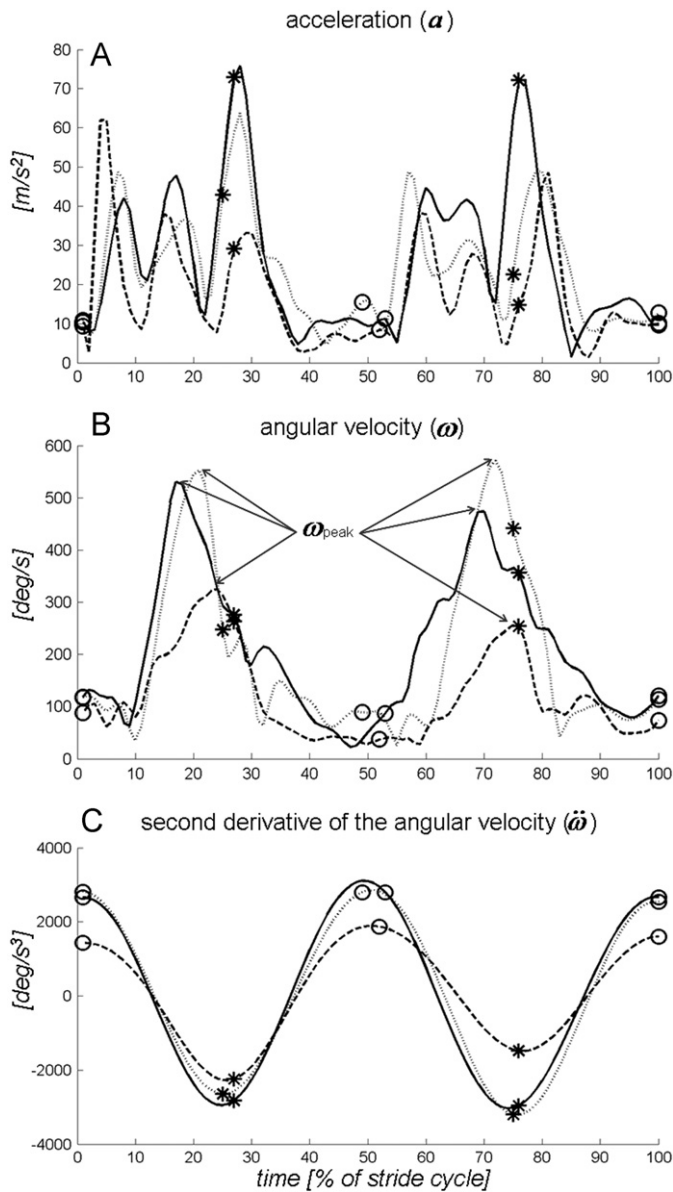 acceleration (a)
A
80
70
60
50
40
30
20
10
0
[m/s²]
0 10 20 30 40 50 60 70 80 90 100
B
angular velocity (ω)
600
500
400
300
200
100
0
[deg/s]
ωpeak
0 10 20 30 40 50 60 70 80 90 100
C
second derivative of the angular velocity (ω̈)
4000
2000
0
-2000
-4000
[deg/s³]
0 10 20 30 40 50 60 70 80 90 100
time [% of stride cycle]